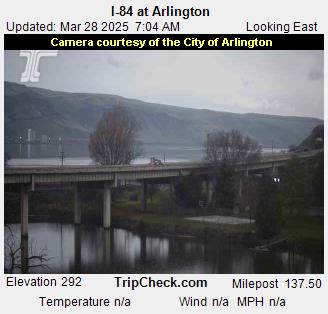 I-84 at Arlington
Updated: Mar 28 2025 7:04 AM Looking East
Camera courtesy of the City of Arlington
Elevation 292 TripCheck.com Milepost 137.50
Temperature n/a Wind n/a MPH n/a